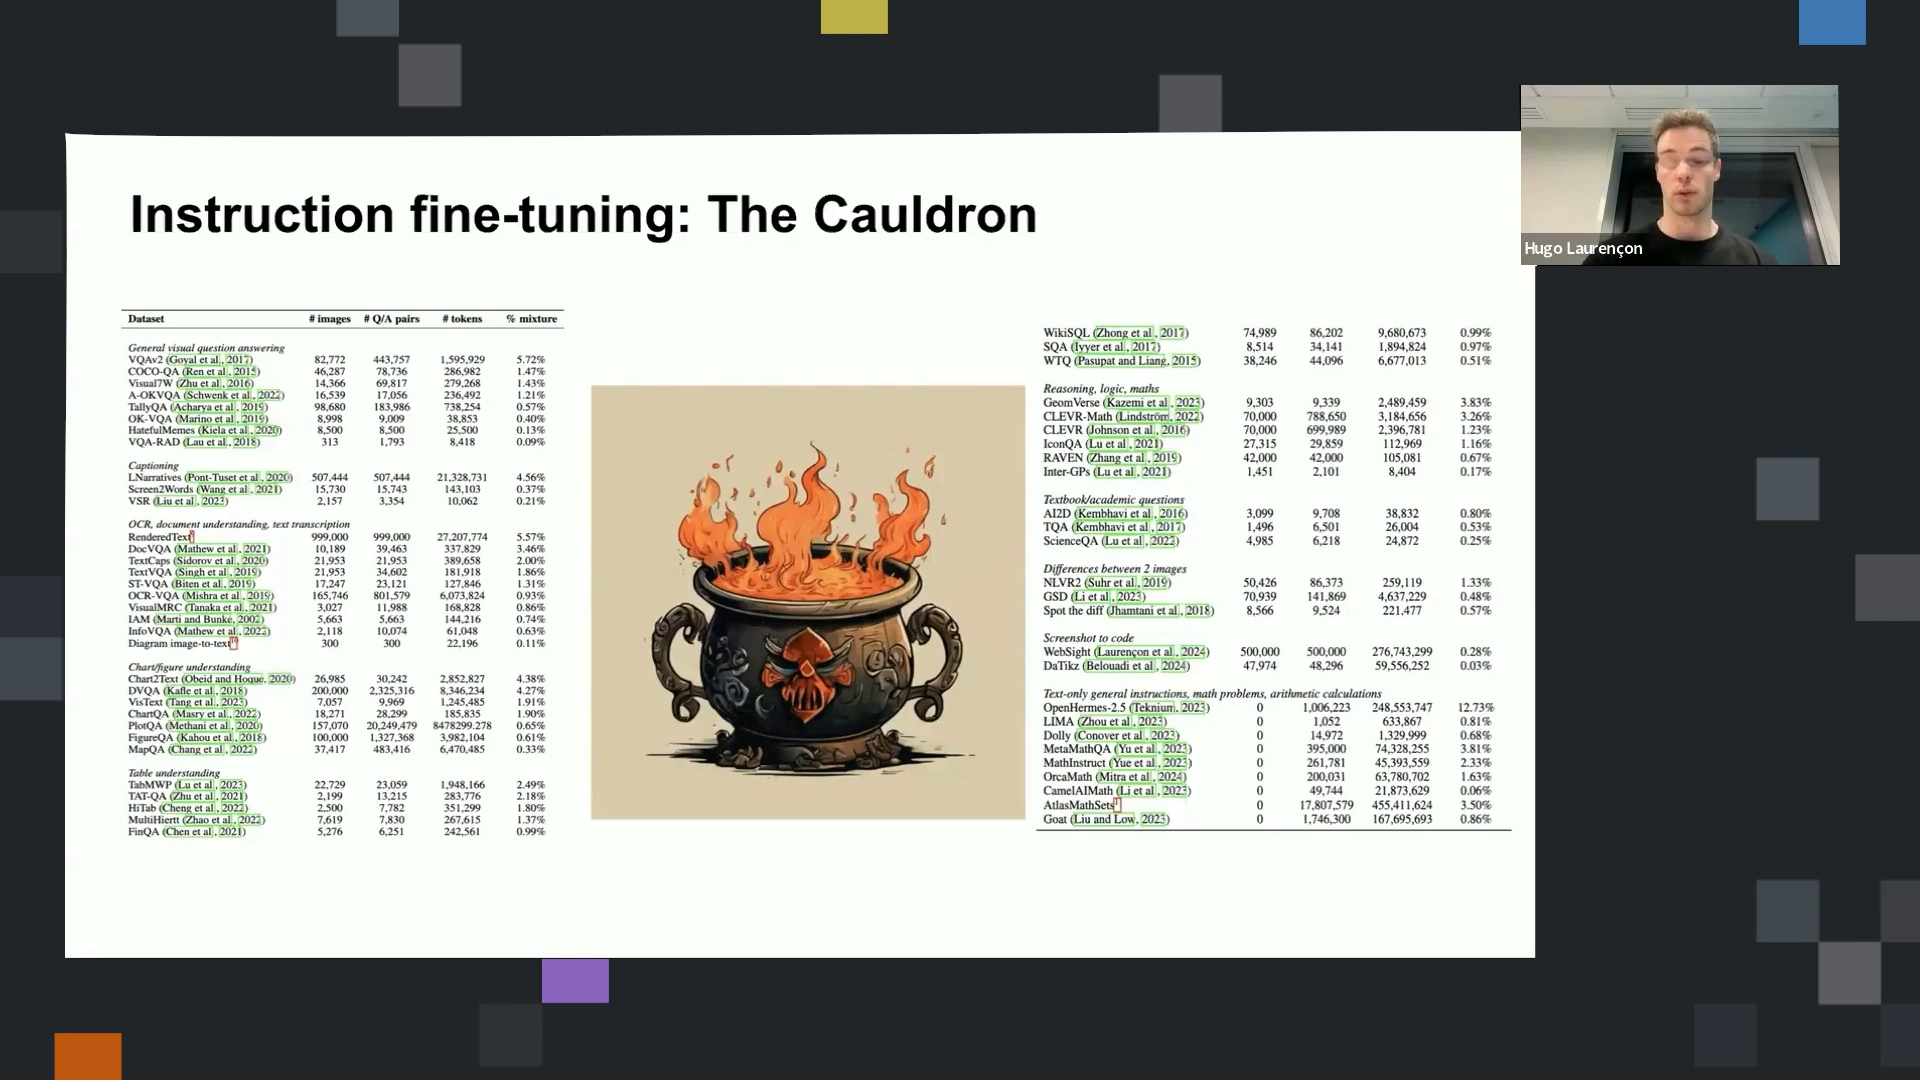 Instruction fine-tuning: The Cauldron
Hugo Laurençon
Dataset # images # Q/A pairs # tokens % mixture
General visual question answering
VQAv2 (Goyal et al., 2017) 82,772 443,757 1,595,929 5.72%
COCO-QA (Ren et al., 2015) 46,287 78,736 286,982 1.47%
Visual7W (Zhu et al., 2016) 14,366 69,817 279,268 1.43%
A-OKVQA (Schwenk et al., 2022) 16,539 17,056 236,492 1.21%
TallyQA (Acharya et al., 2019) 98,680 183,986 738,254 0.57%
OK-VQA (Marino et al., 2019) 8,998 9,009 38,853 0.40%
HatefulMemes (Kiela et al., 2020) 8,500 8,500 25,500 0.13%
VQA-RAD (Lau et al., 2018) 313 1,793 8,418 0.09%
Captioning
LNarratives (Pont-Tuset et al., 2020) 507,444 507,444 21,328,731 4.56%
Screen2Words (Wang et al., 2021) 15,730 15,743 143,103 0.37%
VSR (Liu et al., 2023) 2,157 3,354 10,062 0.21%
OCR, document understanding, text transcription
RenderedText 999,000 999,000 27,207,774 5.57%
DocVQA (Mathew et al., 2021) 10,189 39,463 337,829 3.46%
TextCaps (Sidorov et al., 2020) 21,953 21,953 389,658 2.00%
TextVQA (Singh et al., 2019) 21,953 34,602 181,918 1.86%
ST-VQA (Biten et al., 2019) 17,247 23,121 127,846 1.31%
OCR-VQA (Mishra et al., 2019) 165,746 801,579 6,073,824 0.93%
VisualMRC (Tanaka et al., 2021) 3,027 11,988 168,828 0.86%
IAM (Marti and Bunke, 2002) 5,663 5,663 144,216 0.74%
InfoVQA (Mathew et al., 2022) 2,118 10,074 61,048 0.63%
Diagram image-to-text 300 300 22,196 0.11%
Chart/figure understanding
Chart2Text (Obeid and Hoque, 2020) 26,985 30,242 2,852,827 4.38%
DVQA (Kafle et al., 2018) 200,000 2,325,316 8,346,234 4.27%
VisText (Tang et al., 2023) 7,057 9,969 1,245,485 1.91%
ChartQA (Masry et al., 2022) 18,271 28,299 185,835 1.90%
PlotQA (Methani et al., 2020) 157,070 20,249,479 8478299.278 0.65%
FigureQA (Kahou et al., 2018) 100,000 1,327,368 3,982,104 0.61%
MapQA (Chang et al., 2022) 37,417 483,416 6,470,485 0.33%
Table understanding
TabMWP (Lu et al., 2023) 22,729 23,059 1,948,166 2.49%
TAT-QA (Zhu et al., 2021) 2,199 13,215 283,776 2.18%
HiTab (Cheng et al., 2022) 2,500 7,782 351,299 1.80%
MultiHiertt (Zhao et al., 2022) 7,619 7,830 267,615 1.37%
FinQA (Chen et al., 2021) 5,276 6,251 242,561 0.99%
WikiSQL (Zhong et al., 2017) 74,989 86,202 9,680,673 0.99%
SQA (Iyyer et al., 2017) 8,514 34,141 1,894,824 0.97%
WTQ (Pasupat and Liang, 2015) 38,246 44,096 6,677,013 0.51%
Reasoning, logic, maths
GeomVerse (Kazemi et al., 2023) 9,303 9,339 2,489,459 3.83%
CLEVR-Math (Lindström, 2022) 70,000 788,650 3,184,656 3.26%
CLEVR (Johnson et al., 2016) 70,000 699,989 2,396,781 1.23%
IconQA (Lu et al., 2021) 27,315 29,859 112,969 1.16%
RAVEN (Zhang et al., 2019) 42,000 42,000 105,081 0.67%
Inter-GPs (Lu et al., 2021) 1,451 2,101 8,404 0.17%
Textbook/academic questions
AI2D (Kembhavi et al., 2016) 3,099 9,708 38,832 0.80%
TQA (Kembhavi et al., 2017) 1,496 6,501 26,004 0.53%
ScienceQA (Lu et al., 2022) 4,985 6,218 24,872 0.25%
Differences between 2 images
NLVR2 (Suhr et al., 2019) 50,426 86,373 259,119 1.33%
GSD (Li et al., 2023) 70,939 141,869 4,637,229 0.48%
Spot the diff (Jhamtani et al., 2018) 8,566 9,524 221,477 0.57%
Screenshot to code
WebSight (Laurençon et al., 2024) 500,000 500,000 276,743,299 0.28%
DaTikz (Belouadi et al., 2024) 47,974 48,296 59,556,252 0.03%
Text-only general instructions, math problems, arithmetic calculations
OpenHermes-2.5 (Teknium, 2023) 0 1,006,223 248,553,747 12.73%
LIMA (Zhou et al., 2023) 0 1,052 633,867 0.81%
Dolly (Conover et al., 2023) 0 14,972 1,329,999 0.68%
MetaMathQA (Yu et al., 2023) 0 395,000 74,328,255 3.81%
MathInstruct (Yue et al., 2023) 0 261,781 45,393,559 2.33%
OrcaMath (Mitra et al., 2024) 0 200,031 63,780,702 1.63%
CamelAIMath (Li et al., 2023) 0 49,744 21,873,629 0.06%
AtlasMathSets 0 17,807,579 455,411,624 3.50%
Goat (Liu and Low, 2023) 0 1,746,300 167,695,693 0.86%